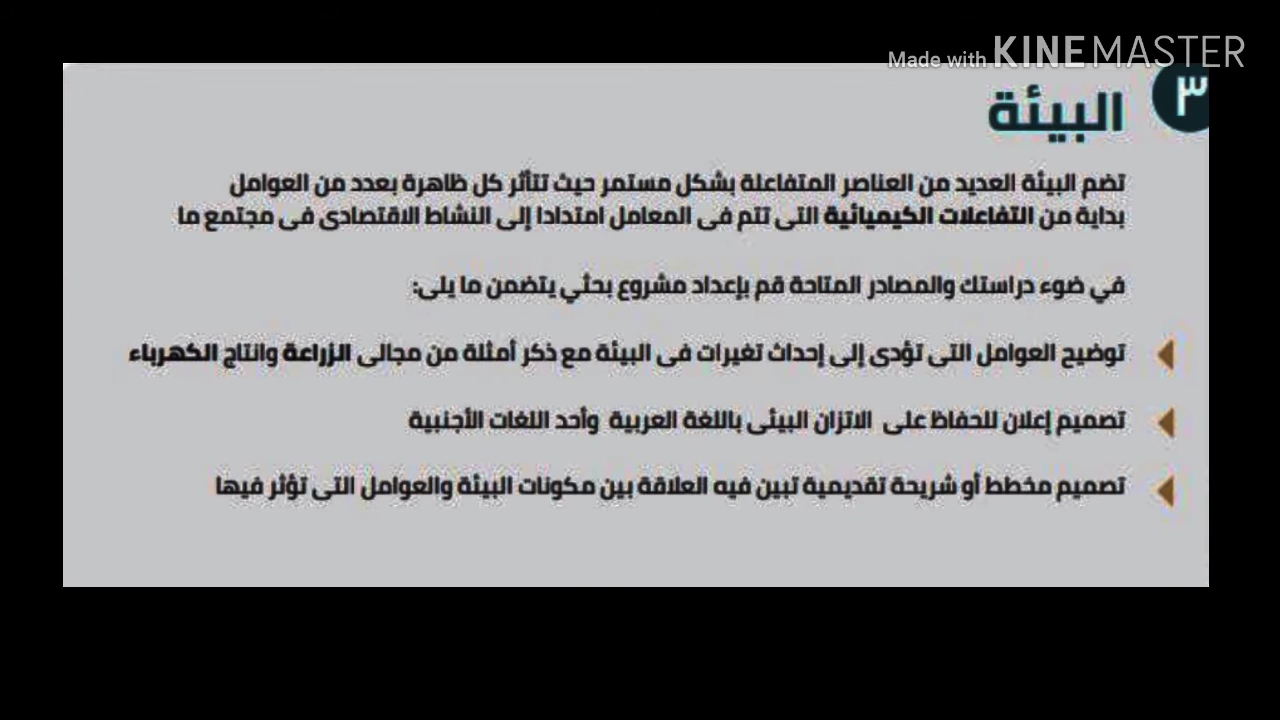 Made with KINEMASTER
٣
البيئة
تضم البيئة العديد من العناصر المتفاعلة بشكل مستمر حيث تتأثر كل ظاهرة بعدد من العوامل
بداية من التفاعلات الكيميائية التى تتم فى المعامل امتدادا إلى النشاط الاقتصادى فى مجتمع ما
في ضوء دراستك والمصادر المتاحة قم بإعداد مشروع بحثي يتضمن ما يلى:
توضيح العوامل التى تؤدى إلى إحداث تغيرات فى البيئة مع ذكر أمثلة من مجالى الزراعة وانتاج الكهرباء
تصميم إعلان للحفاظ على الاتزان البيئى باللغة العربية وأحد اللغات الأجنبية
تصميم مخطط أو شريحة تقديمية تبين فيه العلاقة بين مكونات البيئة والعوامل التى تؤثر فيها